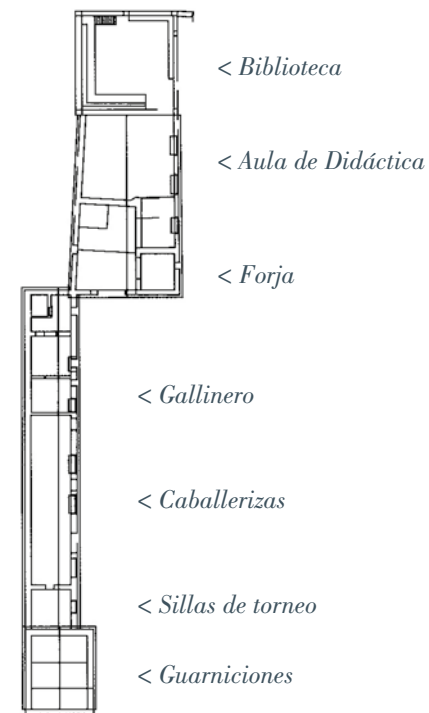 < Biblioteca
< Aula de Didáctica
< Forja
< Gallinero
< Caballerizas
< Sillas de torneo
< Guarniciones